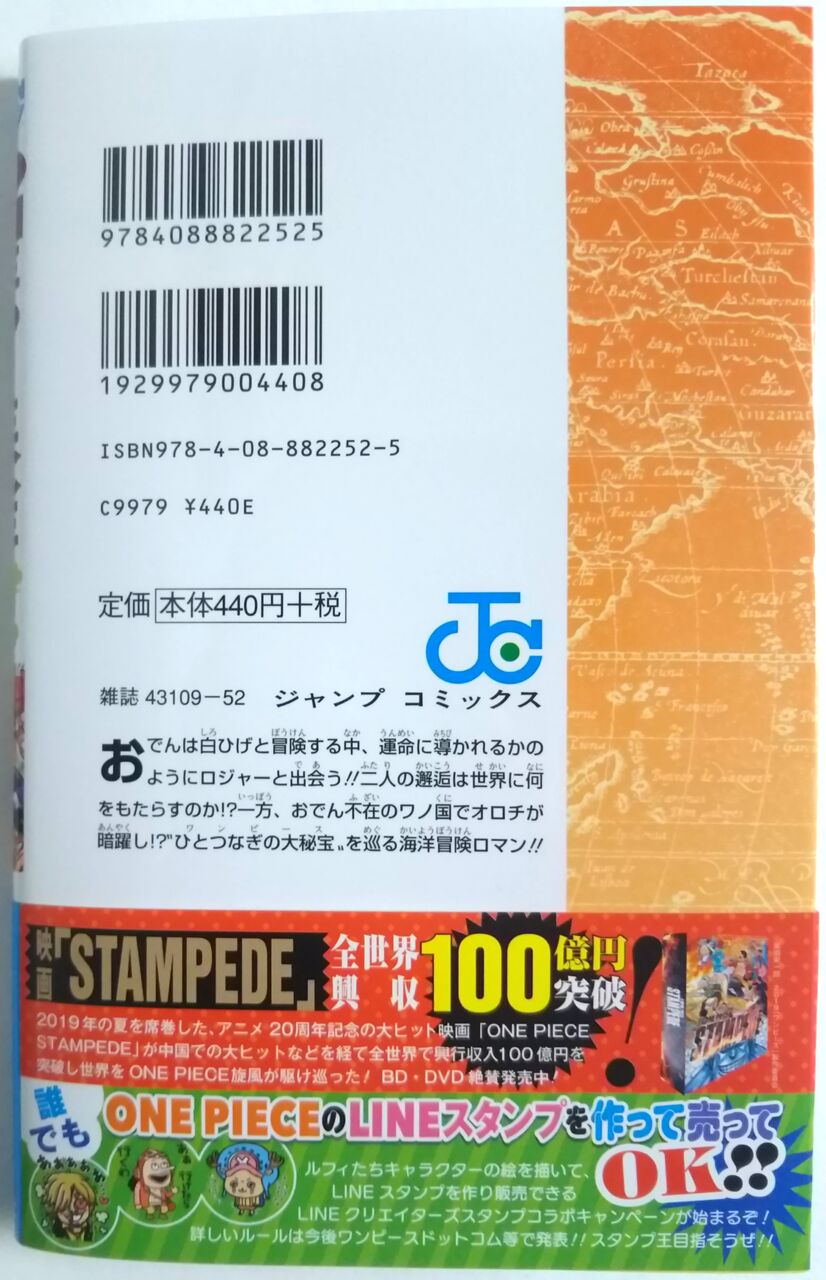 9784088822525
1929979004408
ISBN978-4-08-882252-5
C9979 ¥440E
定価 本体440円+税
JC
雑誌 43109-52 ジャンプ コミックス
おでんは白ひげと冒険する中、運命に導かれるかの
ようにロジャーと出会う!!二人の邂逅は世界に何
をもたらすのか!?一方、おでん不在のワノ国でオロチが
暗躍し!?“ひとつなぎの大秘宝„を巡る海洋冒険ロマン!!
Tazata
Cossin
Grustina
A S
Turchestan
Samarcand
Corasan
Persia
Guzarat
Arabia
映画「STAMPEDE」全世界興収100億円突破!
2019年の夏を席巻した、アニメ20周年記念の大ヒット映画「ONE PIECE
STAMPEDE」が中国での大ヒットなどを経て全世界で興行収入100億円を
突破し世界をONE PIECE旋風が駆け巡った! BD・DVD絶賛発売中!
STAMPEDE
誰でも ONE PIECEのLINEスタンプを作って売ってOK!!
ルフィたちキャラクターの絵を描いて、
LINEスタンプを作り販売できる
LINEクリエイターズスタンプコラボキャンペーンが始まるぞ!
詳しいルールは今後ワンピースドットコム等で発表!! スタンプ王目指そうぜ!!